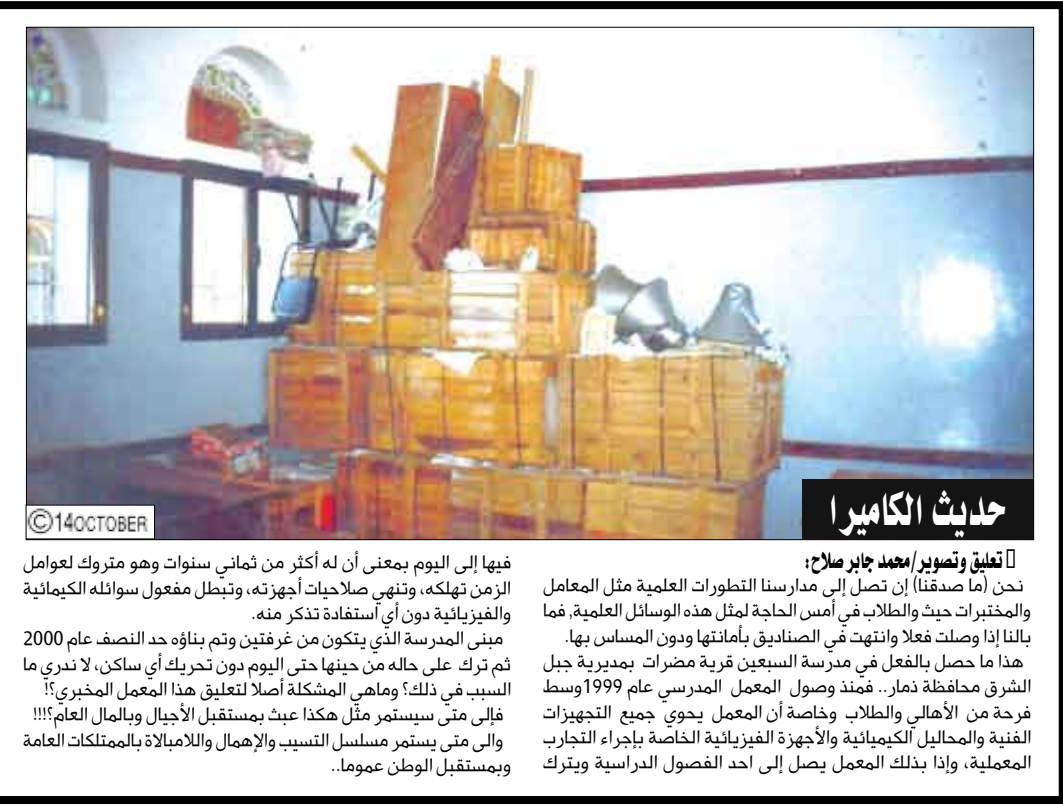 ©14OCTOBER
حديث الكاميرا
تعليق وتصوير/محمد جابر صلاح:
نحن (ما صدقنا) إن تصل إلى مدارسنا التطورات العلمية مثل المعامل
والمختبرات حيث والطلاب في أمس الحاجة لمثل هذه الوسائل العلمية, فما
بالنا إذا وصلت فعلا وانتهت في الصناديق بأمانتها ودون المساس بها.
هذا ما حصل بالفعل في مدرسة السبعين قرية مضرات بمديرية جبل
الشرق محافظة ذمار.. فمنذ وصول المعمل المدرسي عام 1999وسط
فرحة من الأهالي والطلاب وخاصة أن المعمل يحوي جميع التجهيزات
الفنية والمحاليل الكيميائية والأجهزة الفيزيائية الخاصة بإجراء التجارب
المعملية، وإذا بذلك المعمل يصل إلى احد الفصول الدراسية ويترك
فيها إلى اليوم بمعنى أن له أكثر من ثماني سنوات وهو متروك لعوامل
الزمن تهلكه، وتنهي صلاحيات أجهزته، وتبطل مفعول سوائله الكيمائية
والفيزيائية دون أي استفادة تذكر منه.
مبنى المدرسة الذي يتكون من غرفتين وتم بناؤه حد النصف عام 2000
ثم ترك على حاله من حينها حتى اليوم دون تحريك أي ساكن، لا ندري ما
السبب في ذلك؟ وماهي المشكلة أصلا لتعليق هذا المعمل المخبري؟!
فإلى متى سيستمر مثل هكذا عبث بمستقبل الأجيال وبالمال العام؟!!!
والى متى يستمر مسلسل التسيب والإهمال واللامبالاة بالممتلكات العامة
وبمستقبل الوطن عموما..